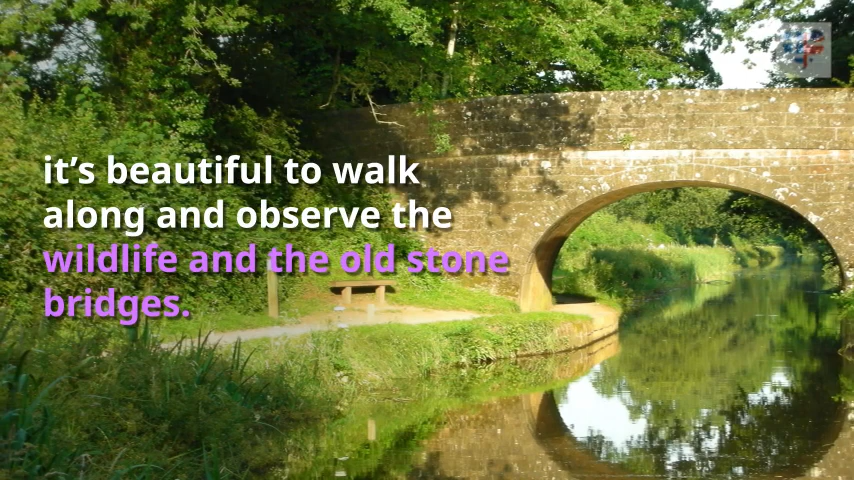 it’s beautiful to walk
along and observe the
wildlife and the old stone
bridges.